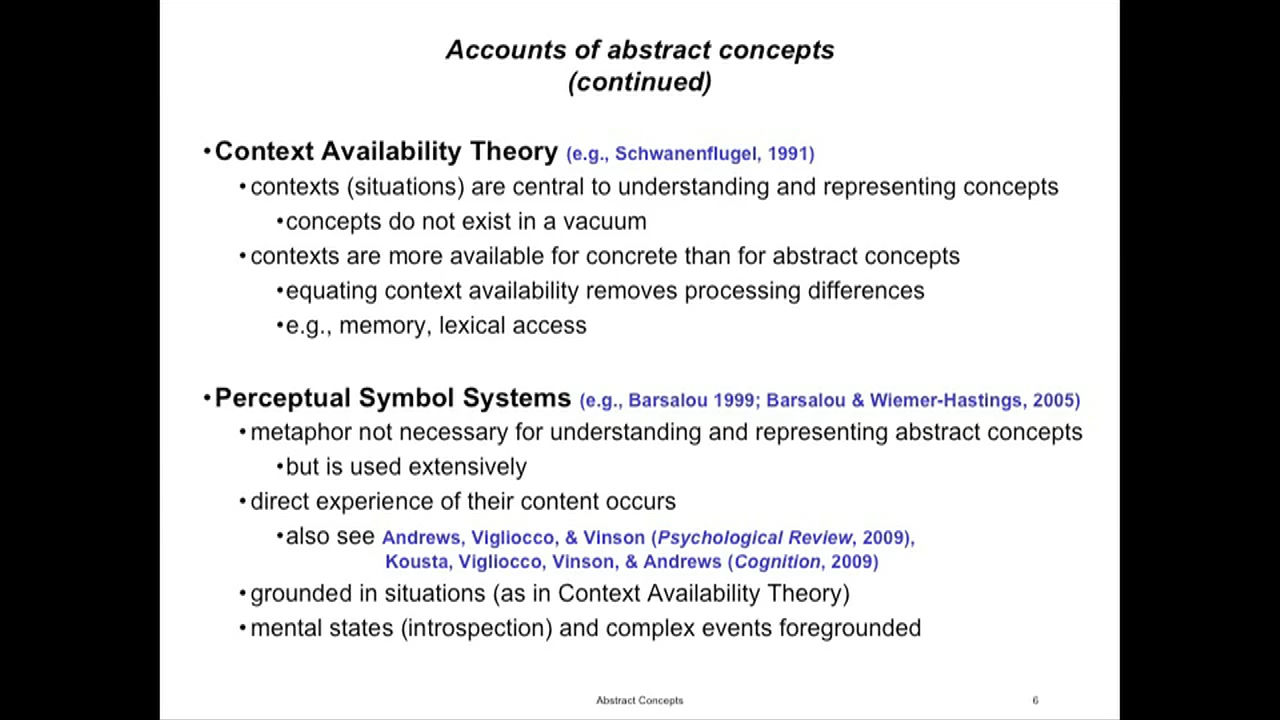 Accounts of abstract concepts
(continued)
•Context Availability Theory (e.g., Schwanenflugel, 1991)
•contexts (situations) are central to understanding and representing concepts
•concepts do not exist in a vacuum
•contexts are more available for concrete than for abstract concepts
•equating context availability removes processing differences
•e.g., memory, lexical access
•Perceptual Symbol Systems (e.g., Barsalou 1999; Barsalou & Wiemer-Hastings, 2005)
•metaphor not necessary for understanding and representing abstract concepts
•but is used extensively
•direct experience of their content occurs
•also see Andrews, Vigliocco, & Vinson (Psychological Review, 2009),
Kousta, Vigliocco, Vinson, & Andrews (Cognition, 2009)
•grounded in situations (as in Context Availability Theory)
•mental states (introspection) and complex events foregrounded
Abstract Concepts 6